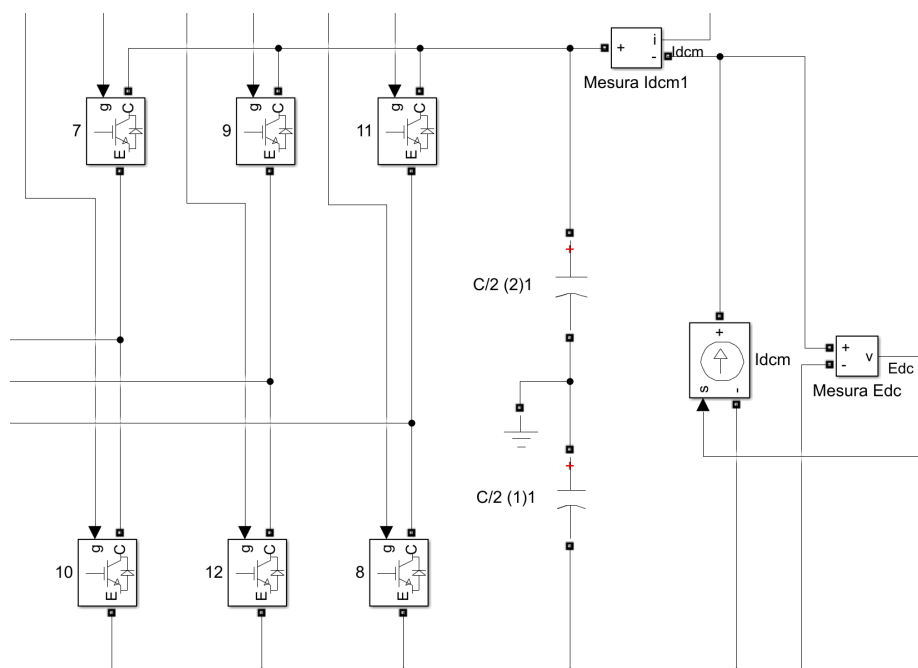 i
+
-
Idcm
Mesura Idcm1
g
C
7
E
g
C
9
E
g
C
11
E
+
C/2 (2)1
+
Idcm
s
-
+
v
-
Edc
Mesura Edc
+
C/2 (1)1
g
C
10
E
g
C
12
E
g
C
8
E